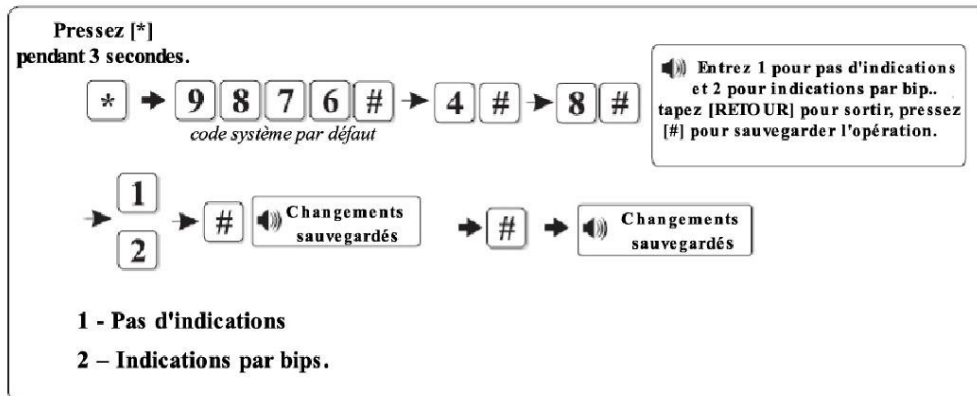 Pressez [*]
pendant 3 secondes.
* 9 8 7 6 # 4 # 8 #
code système par défaut
Entrez 1 pour pas d'indications
et 2 pour indications par bip..
tapez [RETOUR] pour sortir, pressez
[#] pour sauvegarder l'opération.
1
2
#
Changements
sauvegardés
#
Changements
sauvegardés
1 - Pas d'indications
2 – Indications par bips.